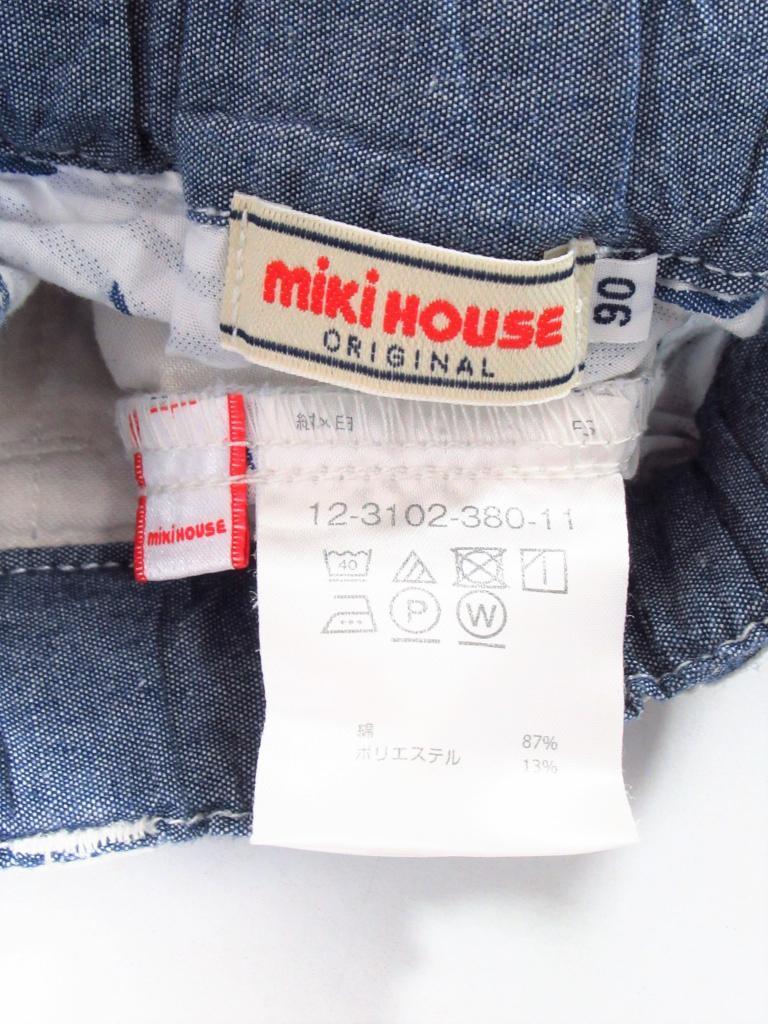 miki HOUSE
ORIGINAL
90
miKiHOUSE
12-3102-380-11
40
P W
綿 87%
ポリエステル 13%